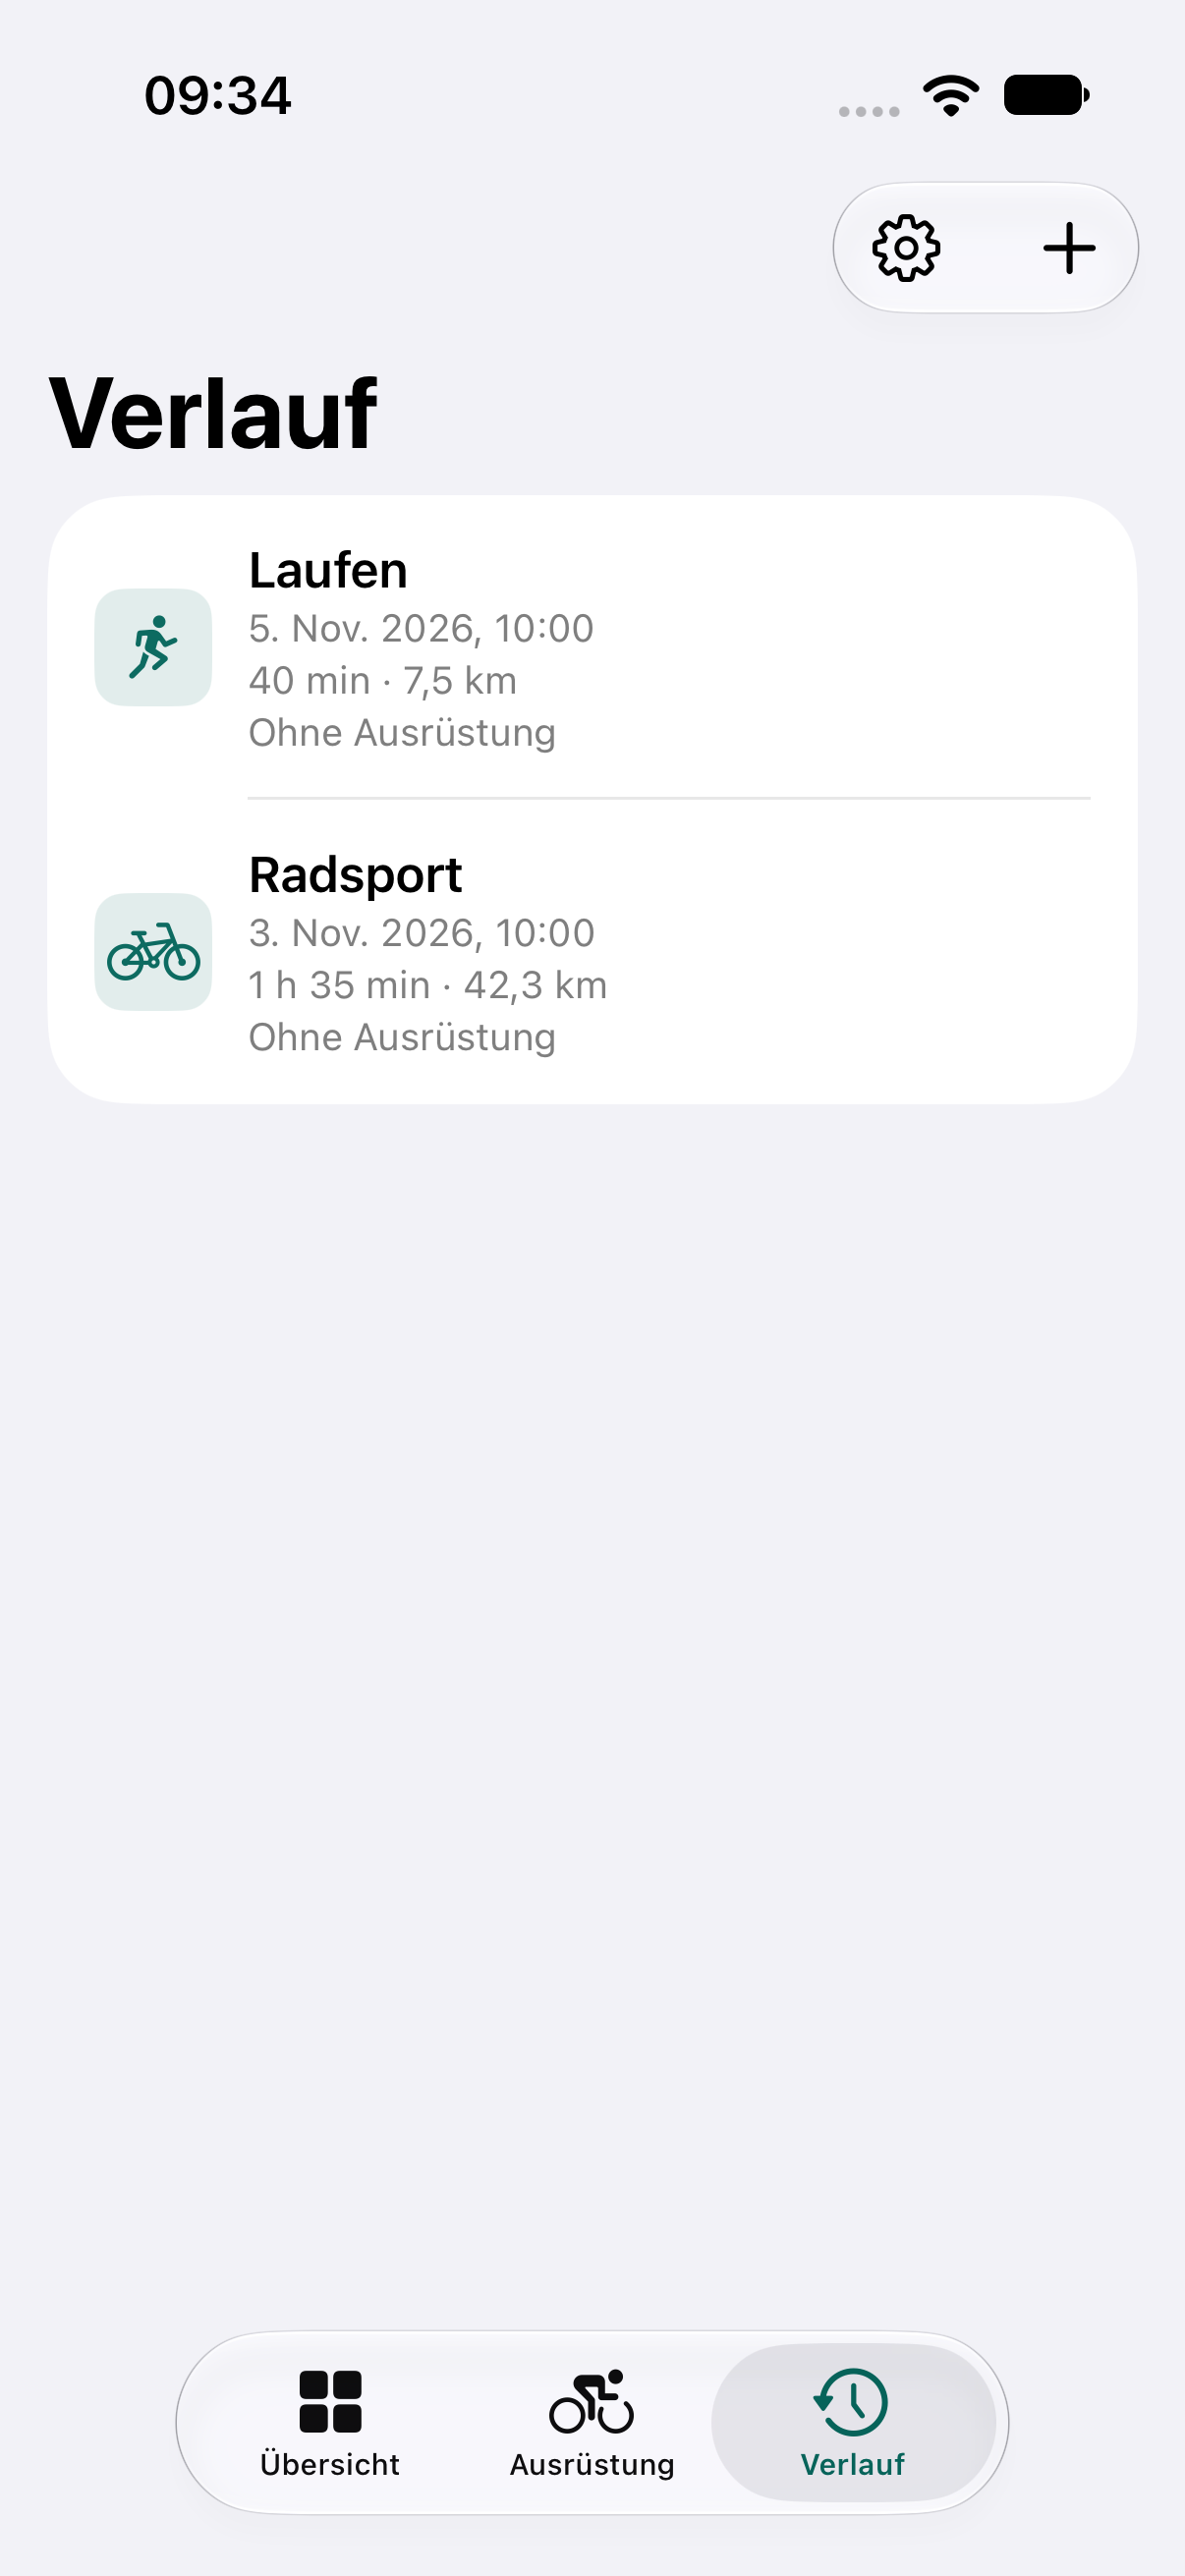 09:34
Verlauf
Laufen
5. Nov. 2026, 10:00
40 min · 7,5 km
Ohne Ausrüstung
Radsport
3. Nov. 2026, 10:00
1 h 35 min · 42,3 km
Ohne Ausrüstung
Übersicht
Ausrüstung
Verlauf